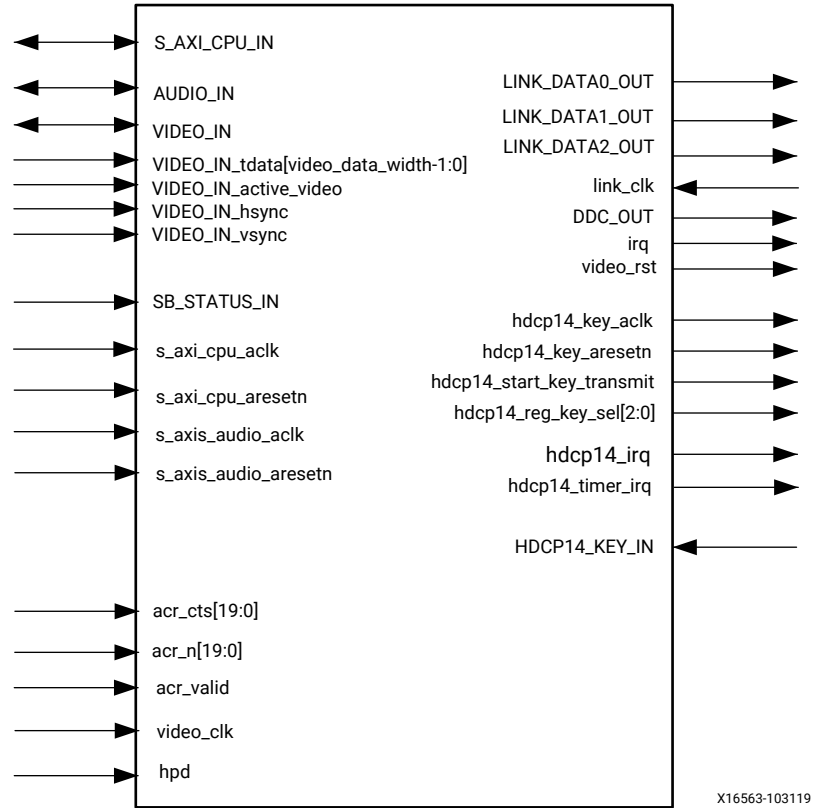 S_AXI_CPU_IN
AUDIO_IN
VIDEO_IN
VIDEO_IN_tdata[video_data_width-1:0]
VIDEO_IN_active_video
VIDEO_IN_hsync
VIDEO_IN_vsync
SB_STATUS_IN
s_axi_cpu_aclk
s_axi_cpu_aresetn
s_axis_audio_aclk
s_axis_audio_aresetn
acr_cts[19:0]
acr_n[19:0]
acr_valid
video_clk
hpd
LINK_DATA0_OUT
LINK_DATA1_OUT
LINK_DATA2_OUT
link_clk
DDC_OUT
irq
video_rst
hdcp14_key_aclk
hdcp14_key_aresetn
hdcp14_start_key_transmit
hdcp14_reg_key_sel[2:0]
hdcp14_irq
hdcp14_timer_irq
HDCP14_KEY_IN
X16563-103119